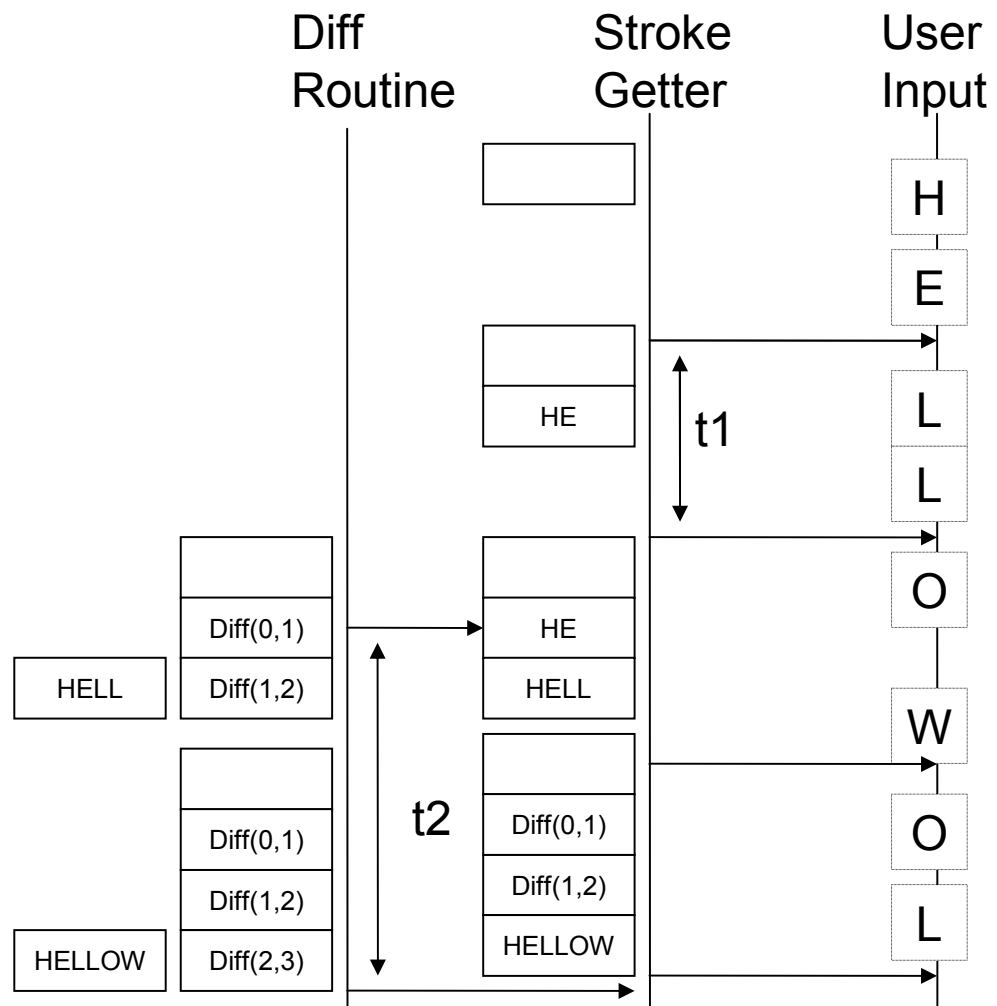 Diff
Routine
Stroke
Getter
User
Input
H
E
HE
t1
L
L
O
Diff(0,1)
HE
HELL
Diff(1,2)
HELL
W
t2
Diff(0,1)
Diff(0,1)
O
Diff(1,2)
Diff(1,2)
L
HELLOW
Diff(2,3)
HELLOW